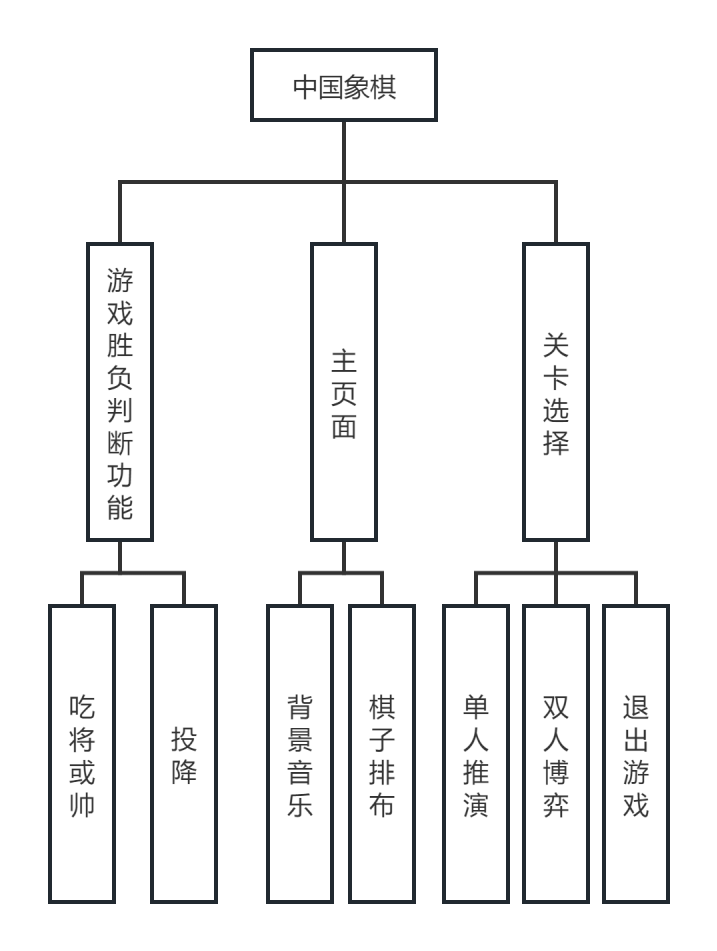 中国象棋
游戏胜负判断功能
主页面
关卡选择
吃将或帅
投降
背景音乐
棋子排布
单人推演
双人博弈
退出游戏